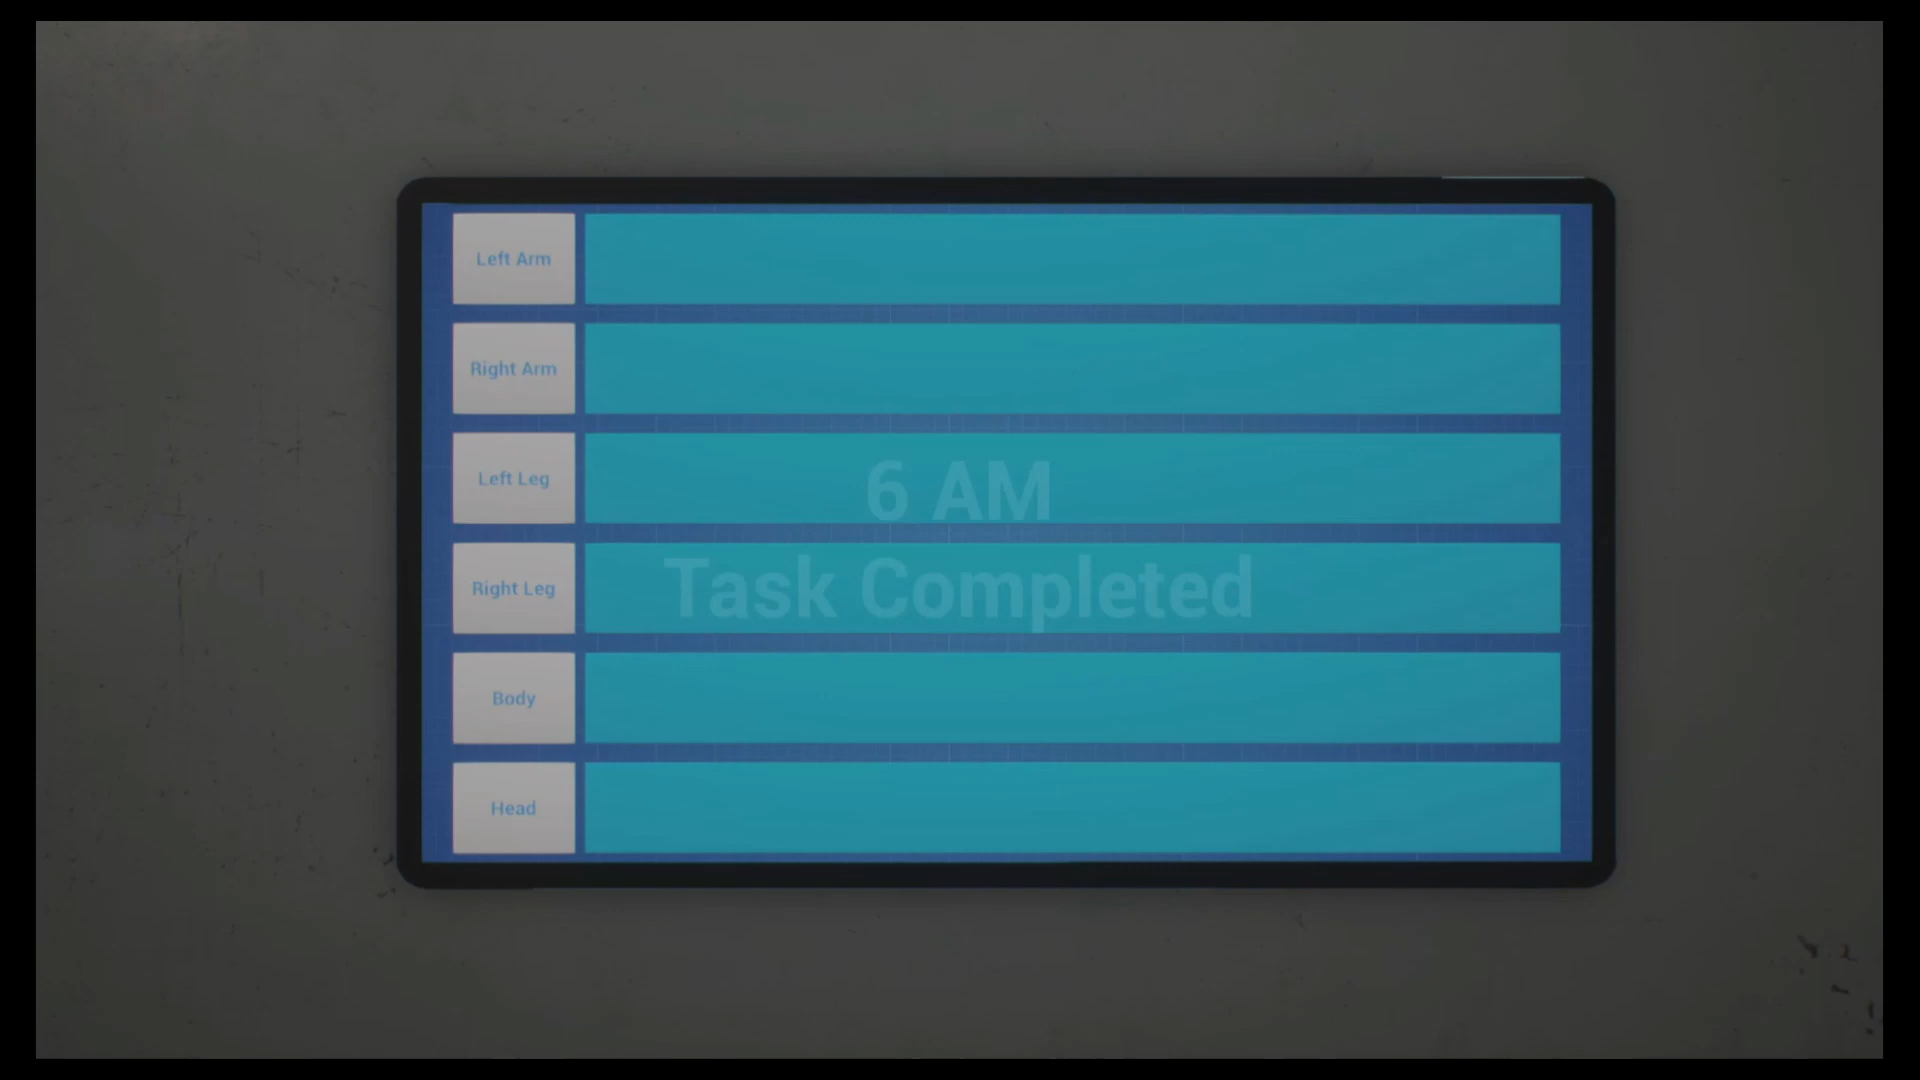 Left Arm
Right Arm
Left Leg
6 AM
Right Leg
Task Completed
Body
Head